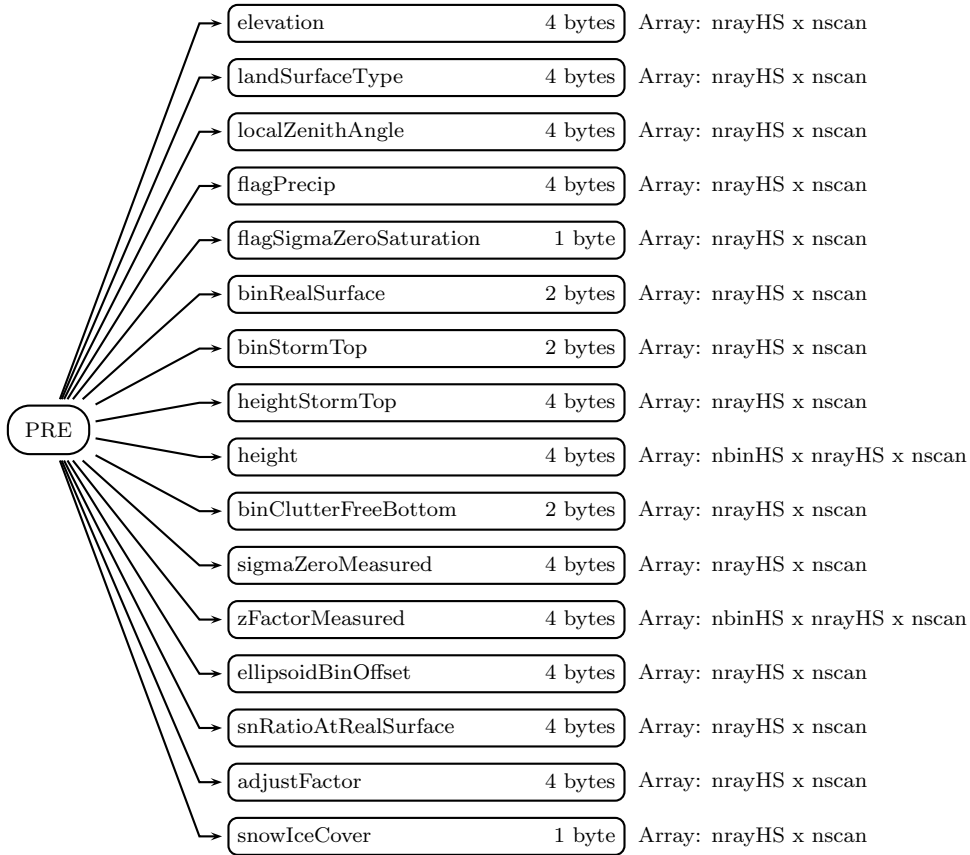 elevation 4 bytes Array: nrayHS x nscan
landSurfaceType 4 bytes Array: nrayHS x nscan
localZenithAngle 4 bytes Array: nrayHS x nscan
flagPrecip 4 bytes Array: nrayHS x nscan
flagSigmaZeroSaturation 1 byte Array: nrayHS x nscan
binRealSurface 2 bytes Array: nrayHS x nscan
binStormTop 2 bytes Array: nrayHS x nscan
heightStormTop 4 bytes Array: nrayHS x nscan
PRE
height 4 bytes Array: nbinHS x nrayHS x nscan
binClutterFreeBottom 2 bytes Array: nrayHS x nscan
sigmaZeroMeasured 4 bytes Array: nrayHS x nscan
zFactorMeasured 4 bytes Array: nbinHS x nrayHS x nscan
ellipsoidBinOffset 4 bytes Array: nrayHS x nscan
snRatioAtRealSurface 4 bytes Array: nrayHS x nscan
adjustFactor 4 bytes Array: nrayHS x nscan
snowIceCover 1 byte Array: nrayHS x nscan